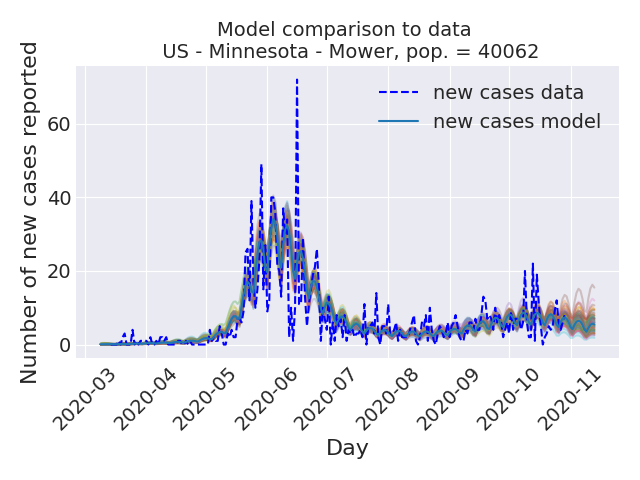 Model comparison to data
US - Minnesota - Mower, pop. = 40062
Number of new cases reported
60
40
20
0
new cases data
new cases model
2020-03
2020-04
2020-05
2020-06
2020-07
2020-08
2020-09
2020-10
2020-11
Day